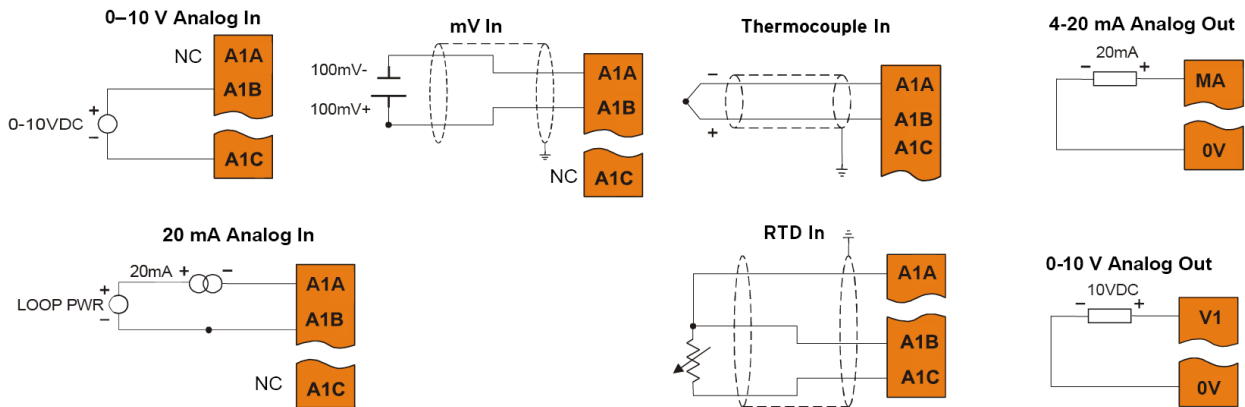 0–10 V Analog In
NC
A1A
A1B
+
0-10VDC
–
A1C
mV In
100mV-
100mV+
A1A
A1B
NC
A1C
Thermocouple In
–
+
A1A
A1B
A1C
4-20 mA Analog Out
20mA
– +
MA
0V
20 mA Analog In
20mA + –
+
LOOP PWR
–
A1A
A1B
NC
A1C
RTD In
A1A
A1B
A1C
0-10 V Analog Out
10VDC
– +
V1
0V